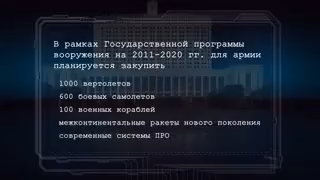 В рамках Государственной программы
вооружения на 2011-2020 гг. для армии
планируется закупить
1000 вертолетов
600 боевых самолетов
100 военных кораблей
межконтинентальные ракеты нового поколения
современные системы ПРО